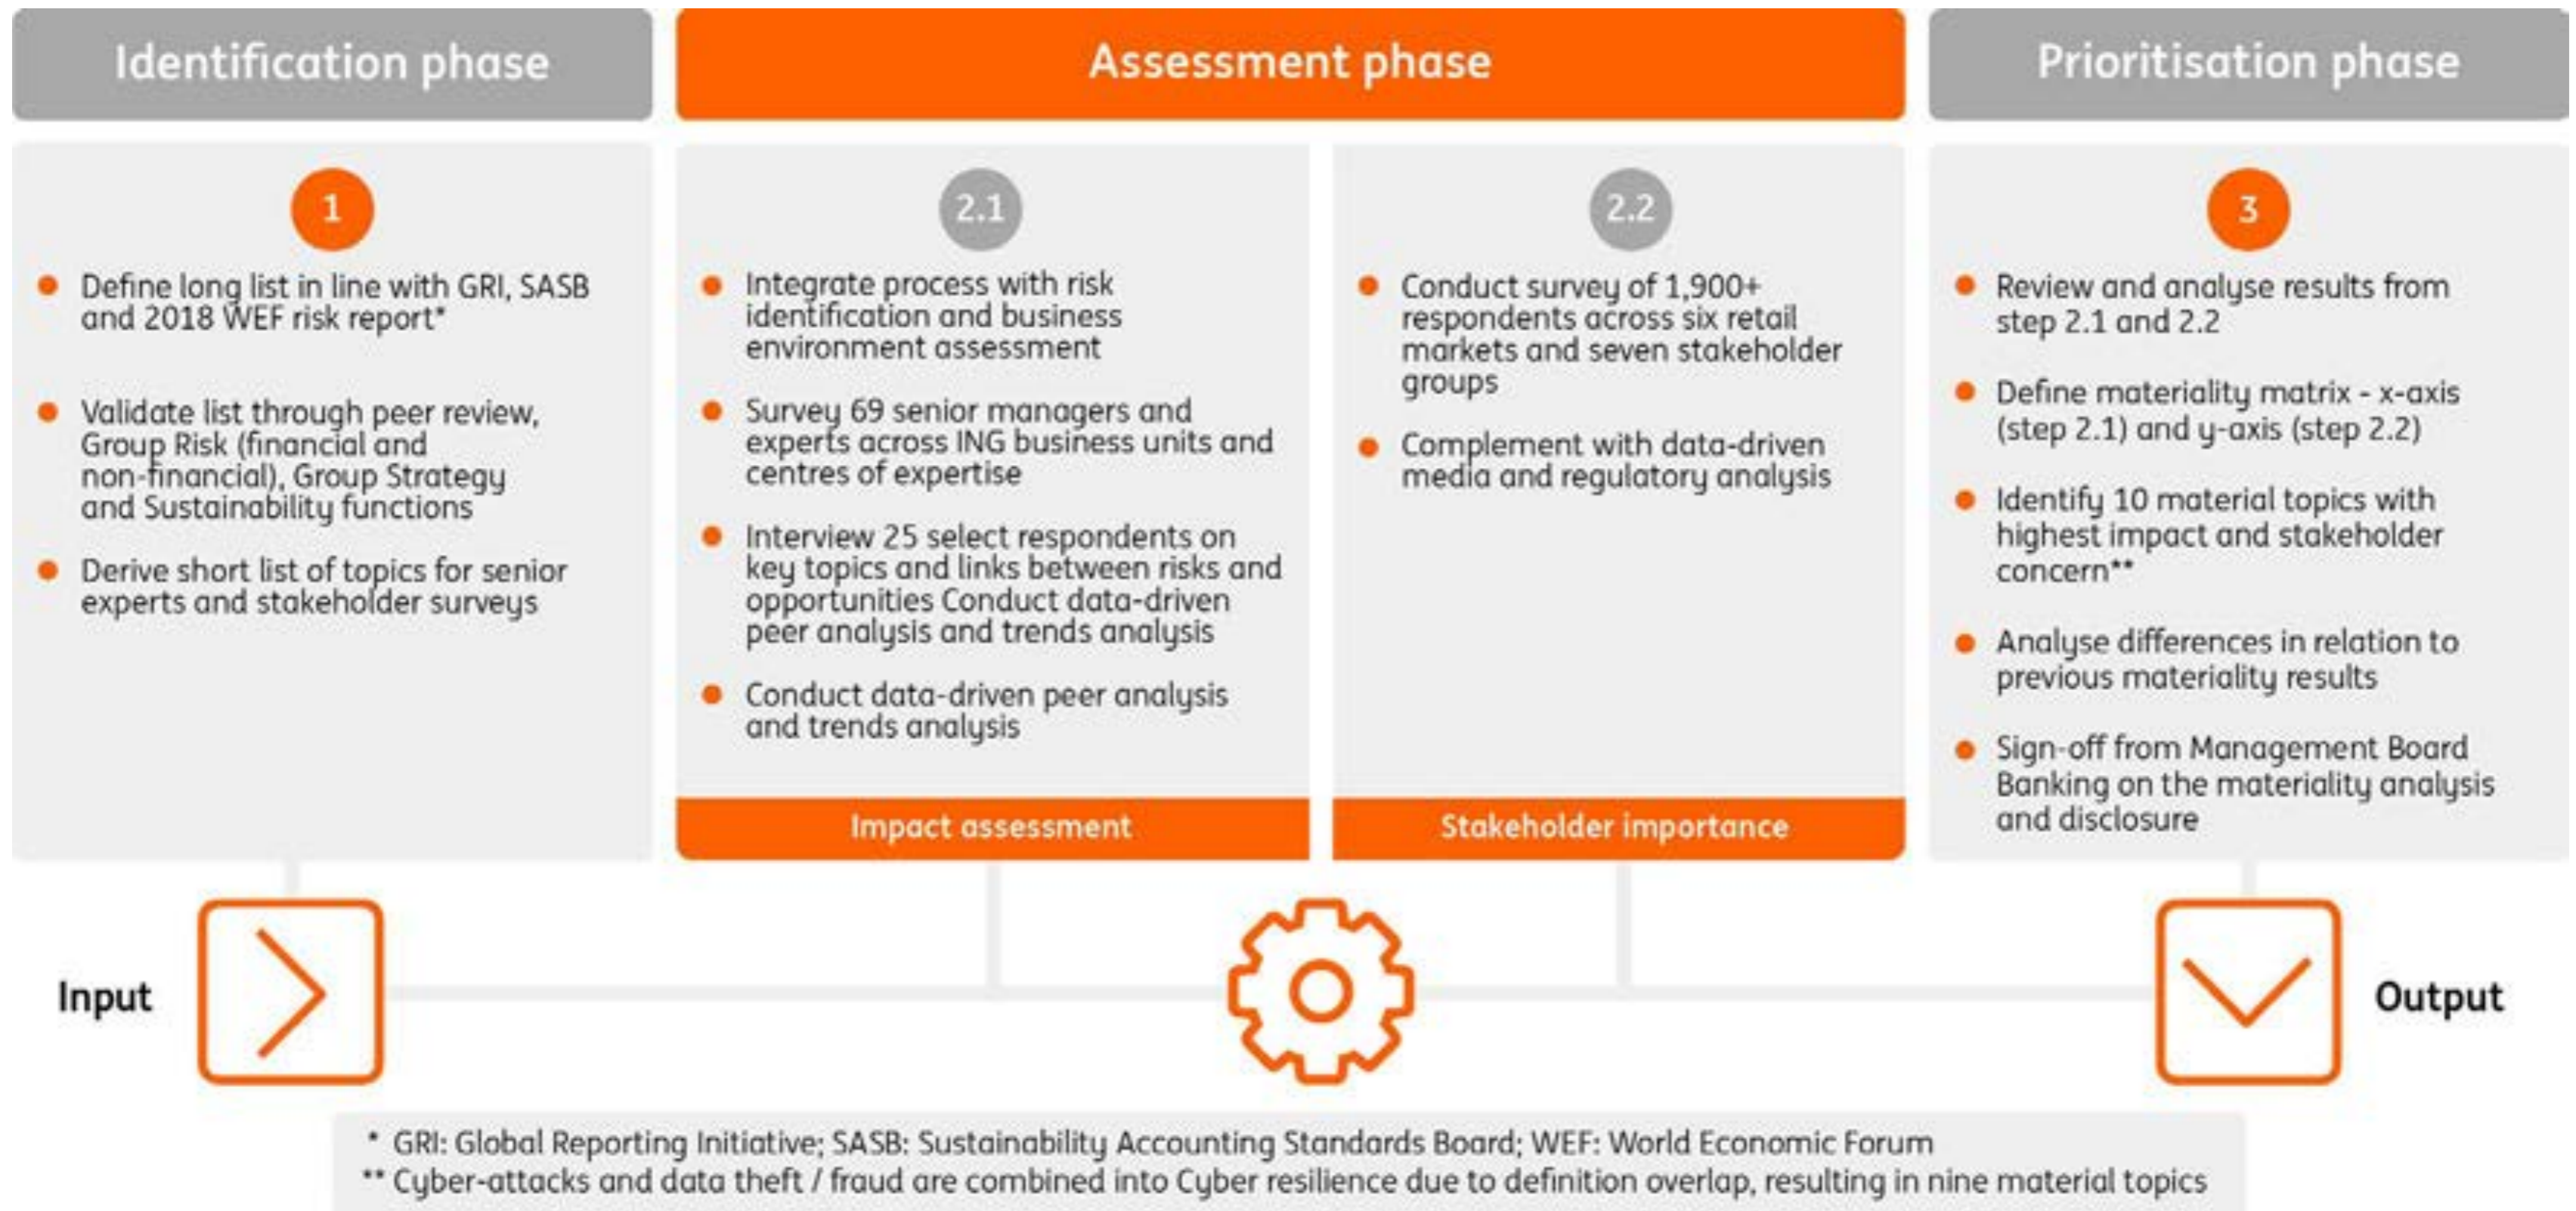 Identification phase
Assessment phase
Prioritisation phase
1
Define long list in line with GRI, SASB
and 2018 WEF risk report*
Validate list through peer review,
Group Risk (financial and
non-financial), Group Strategy
and Sustainability functions
Derive short list of topics for senior
experts and stakeholder surveys
2.1
Integrate process with risk
identification and business
environment assessment
Survey 69 senior managers and
experts across ING business units and
centres of expertise
Interview 25 select respondents on
key topics and links between risks and
opportunities Conduct data-driven
peer analysis and trends analysis
Conduct data-driven peer analysis
and trends analysis
Impact assessment
2.2
Conduct survey of 1,900+
respondents across six retail
markets and seven stakeholder
groups
Complement with data-driven
media and regulatory analysis
Stakeholder importance
3
Review and analyse results from
step 2.1 and 2.2
Define materiality matrix - x-axis
(step 2.1) and y-axis (step 2.2)
Identify 10 material topics with
highest impact and stakeholder
concern**
Analyse differences in relation to
previous materiality results
Sign-off from Management Board
Banking on the materiality analysis
and disclosure
Input
Output
* GRI: Global Reporting Initiative; SASB: Sustainability Accounting Standards Board; WEF: World Economic Forum
** Cyber-attacks and data theft / fraud are combined into Cyber resilience due to definition overlap, resulting in nine material topics